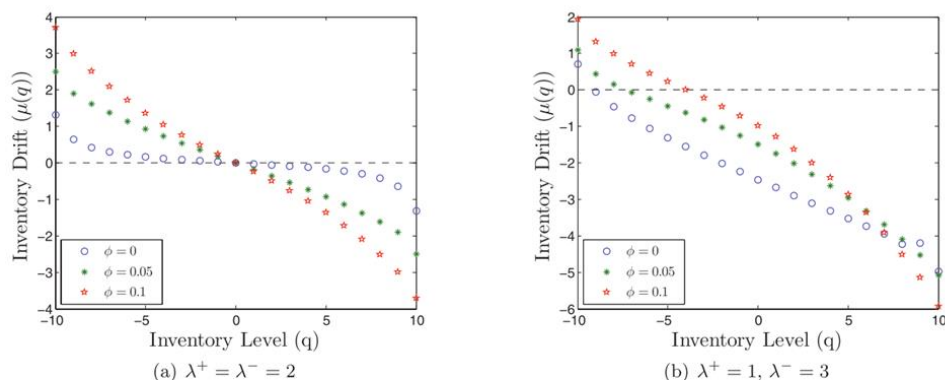 4
3
2
1
0
−1
−2
−3
−4
Inventory Drift (μ(q))
ϕ = 0
ϕ = 0.05
ϕ = 0.1
−10 −5 0 5 10
Inventory Level (q)
(a) λ⁺ = λ⁻ = 2
2
1
0
−1
−2
−3
−4
−5
−6
Inventory Drift (μ(q))
ϕ = 0
ϕ = 0.05
ϕ = 0.1
−10 −5 0 5 10
Inventory Level (q)
(b) λ⁺ = 1, λ⁻ = 3